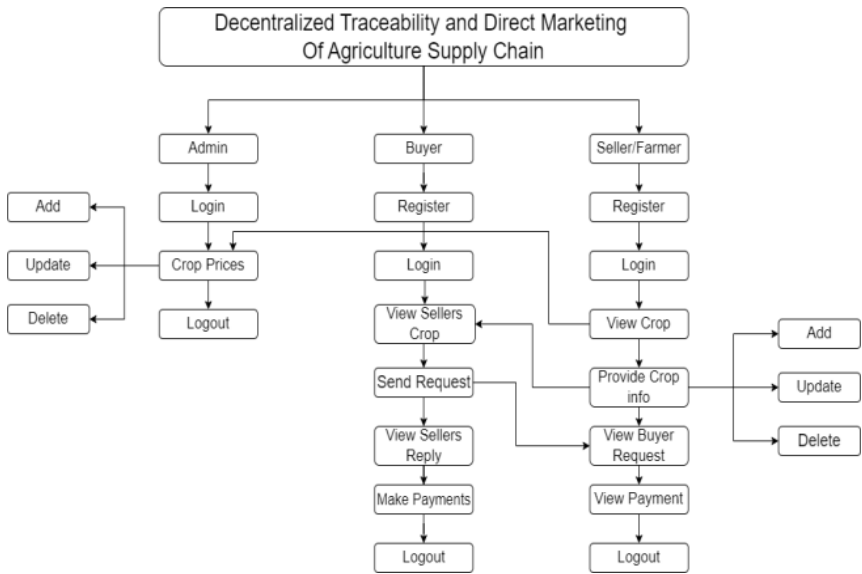 Decentralized Traceability and Direct Marketing
Of Agriculture Supply Chain
Admin
Buyer
Seller/Farmer
Add
Login
Register
Register
Update
Crop Prices
Login
Login
Delete
Logout
View Sellers
Crop
View Crop
Add
Send Request
Provide Crop
info
Update
View Sellers
Reply
View Buyer
Request
Delete
Make Payments
View Payment
Logout
Logout